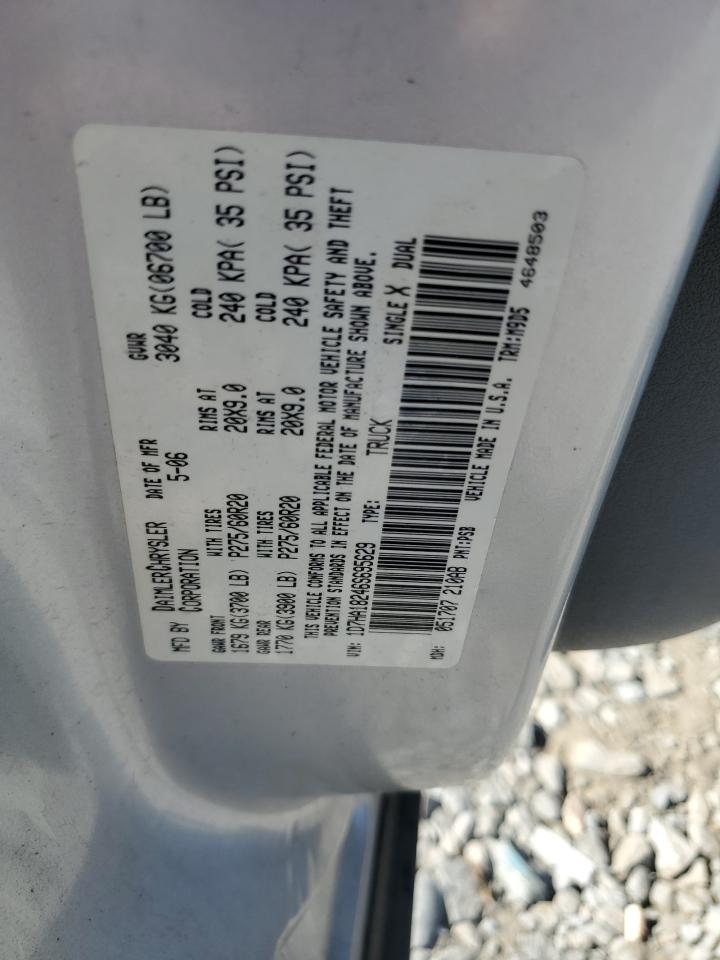 MFD BY DAIMLERCHRYSLER CORPORATION DATE OF MFR 5-06 GVWR 3040 KG(06700 LB)
GAWR FRONT WITH TIRES RIMS AT COLD
1679 KG(3700 LB) P275/60R20 20X9.0 240 KPA( 35 PSI)
GAWR REAR WITH TIRES RIMS AT COLD
1770 KG(3900 LB) P275/60R20 20X9.0 240 KPA( 35 PSI)
THIS VEHICLE CONFORMS TO ALL APPLICABLE FEDERAL MOTOR VEHICLE SAFETY AND THEFT
PREVENTION STANDARDS IN EFFECT ON THE DATE OF MANUFACTURE SHOWN ABOVE.
VIN: 1D7HA18246S695629 TYPE: TRUCK SINGLE X DUAL
MDH: 051707 210AB PNT:PSB VEHICLE MADE IN U.S.A. TRM:M9D5
4648503